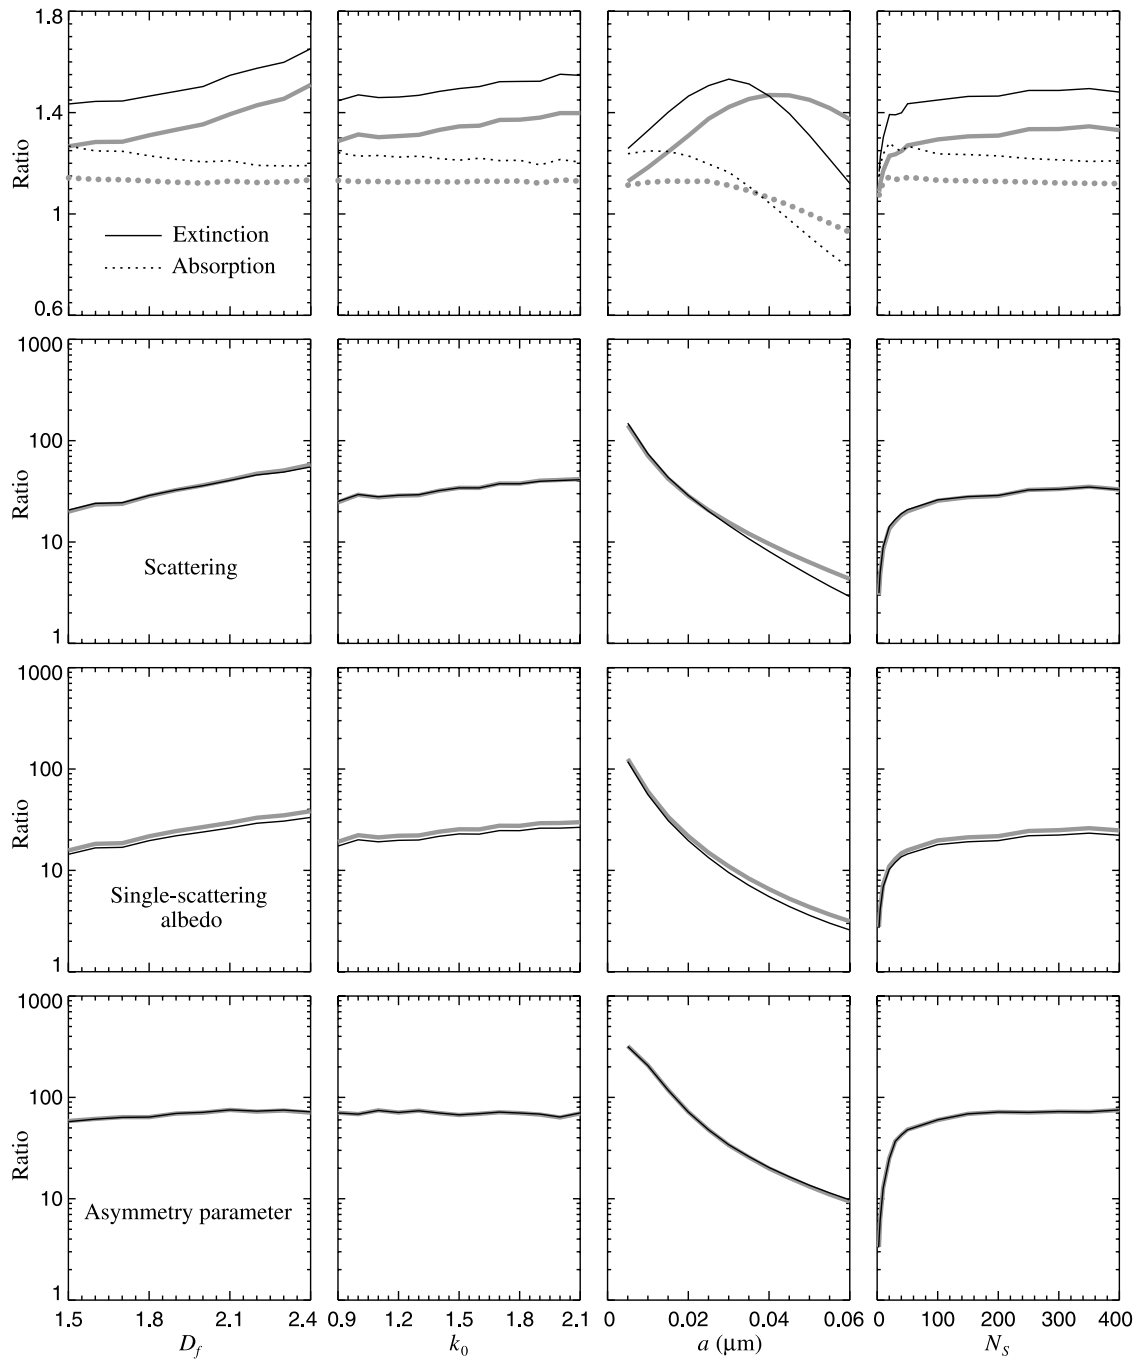 1.8
1.4
1
0.6
Ratio
Extinction
Absorption
1000
100
10
1
Ratio
Scattering
1000
100
10
1
Ratio
Single-scattering
albedo
1000
100
10
1
Ratio
Asymmetry parameter
1.5 1.8 2.1 2.4
0.9 1.2 1.5 1.8 2.1
0.02 0.04 0.06
0 100 200 300 400
D_f
k_0
a (µm)
N_S